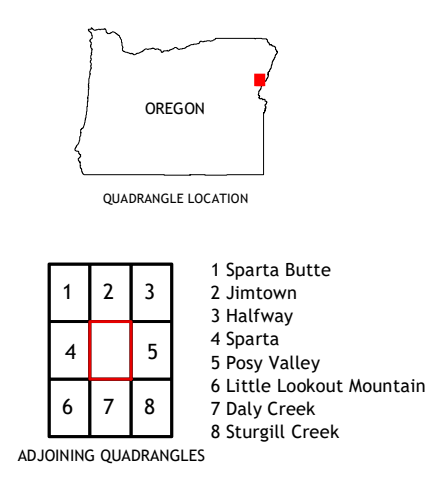 OREGON
QUADRANGLE LOCATION
1 2 3
4 5
6 7 8
ADJOINING QUADRANGLES
1 Sparta Butte
2 Jimtown
3 Halfway
4 Sparta
5 Posy Valley
6 Little Lookout Mountain
7 Daly Creek
8 Sturgill Creek